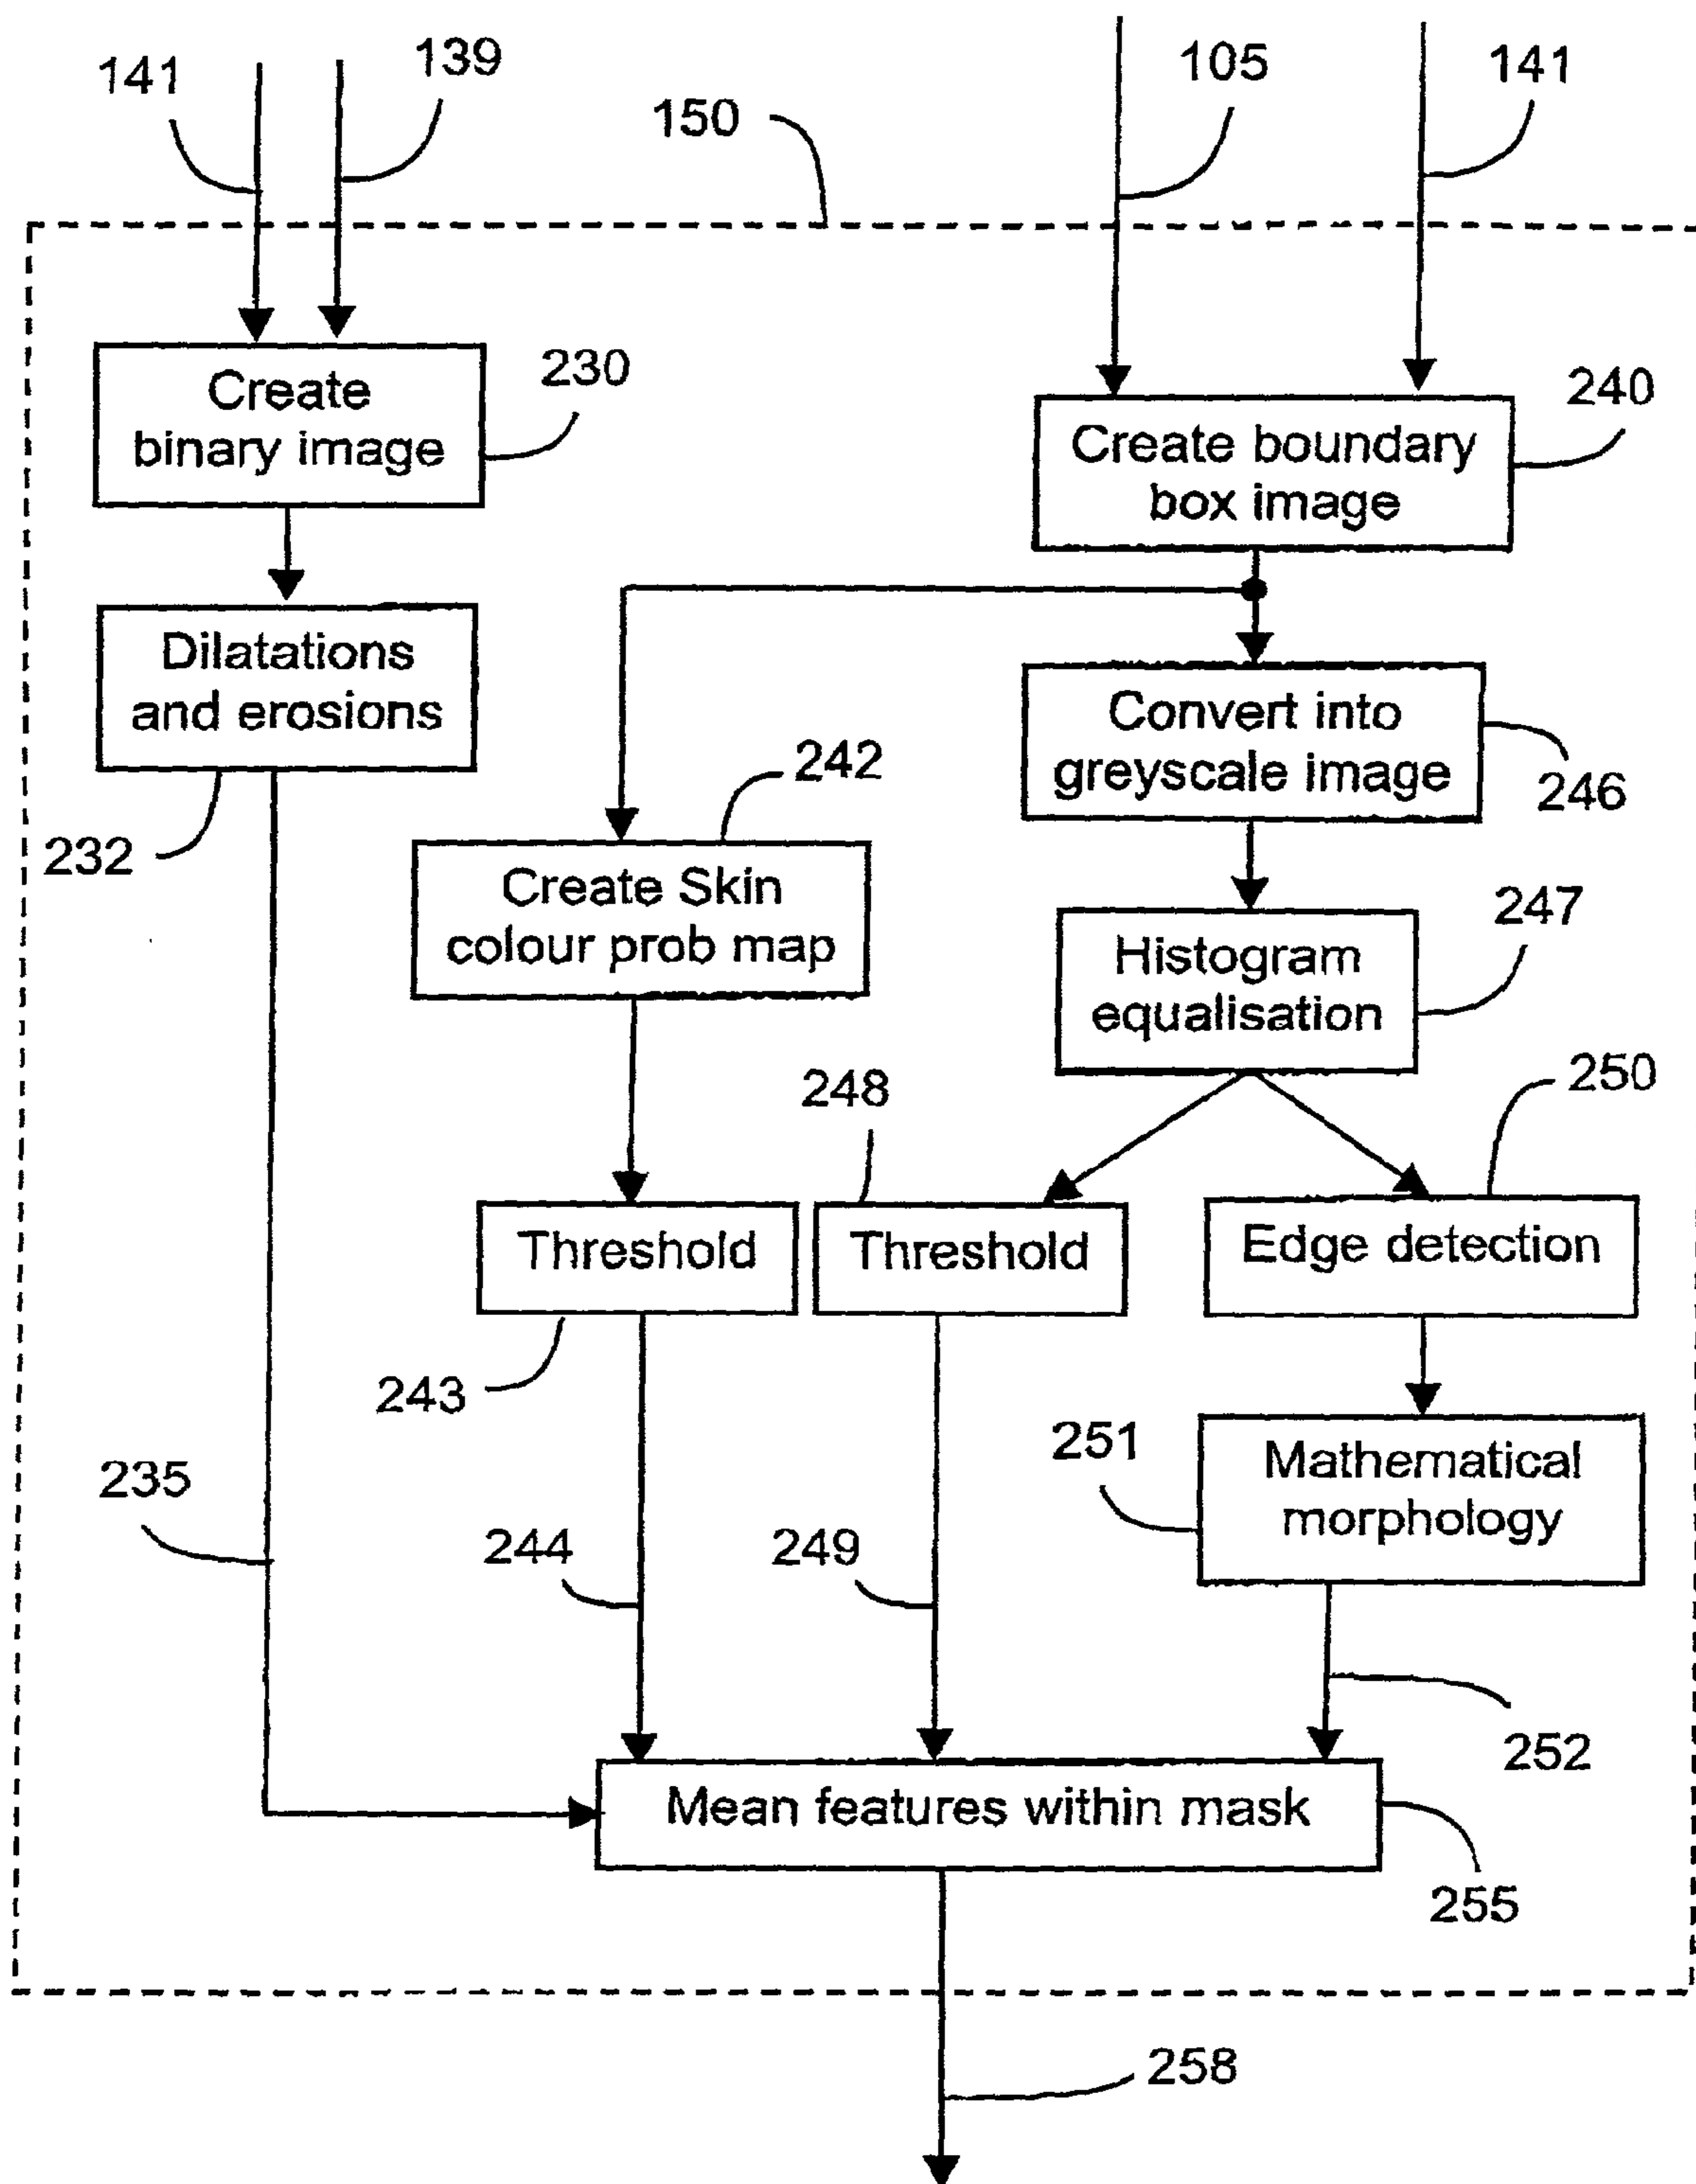 141
139
105
141
150
Create
binary image
230
Create boundary
box image
240
Dilatations
and erosions
232
Convert into
greyscale image
246
242
Create Skin
colour prob map
Histogram
equalisation
247
248
250
Threshold
Threshold
Edge detection
243
251
Mathematical
morphology
235
244
249
252
Mean features within mask
255
258